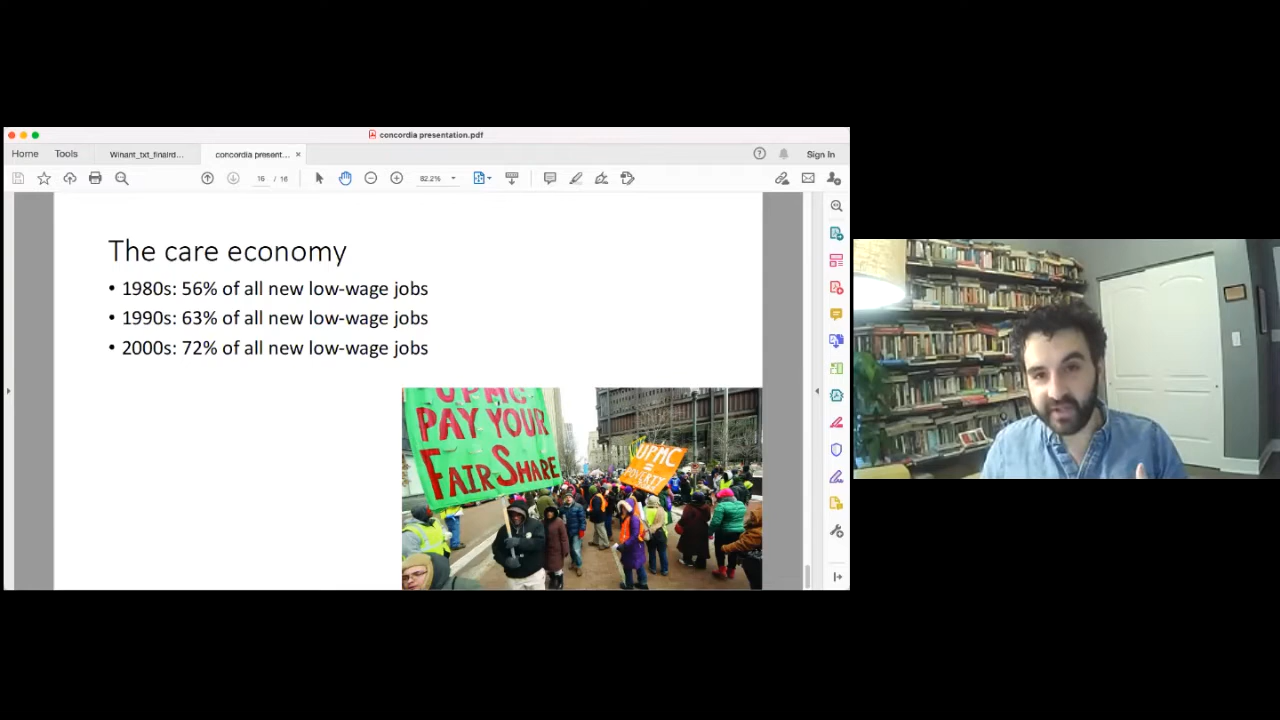 concordia presentation.pdf
Home Tools Winant_txt_finalrd... concordia present... × Sign In
16 / 16 82.2%
The care economy
• 1980s: 56% of all new low-wage jobs
• 1990s: 63% of all new low-wage jobs
• 2000s: 72% of all new low-wage jobs
UPMC
PAY YOUR
FAIR SHARE
UPMC
=
POVERTY